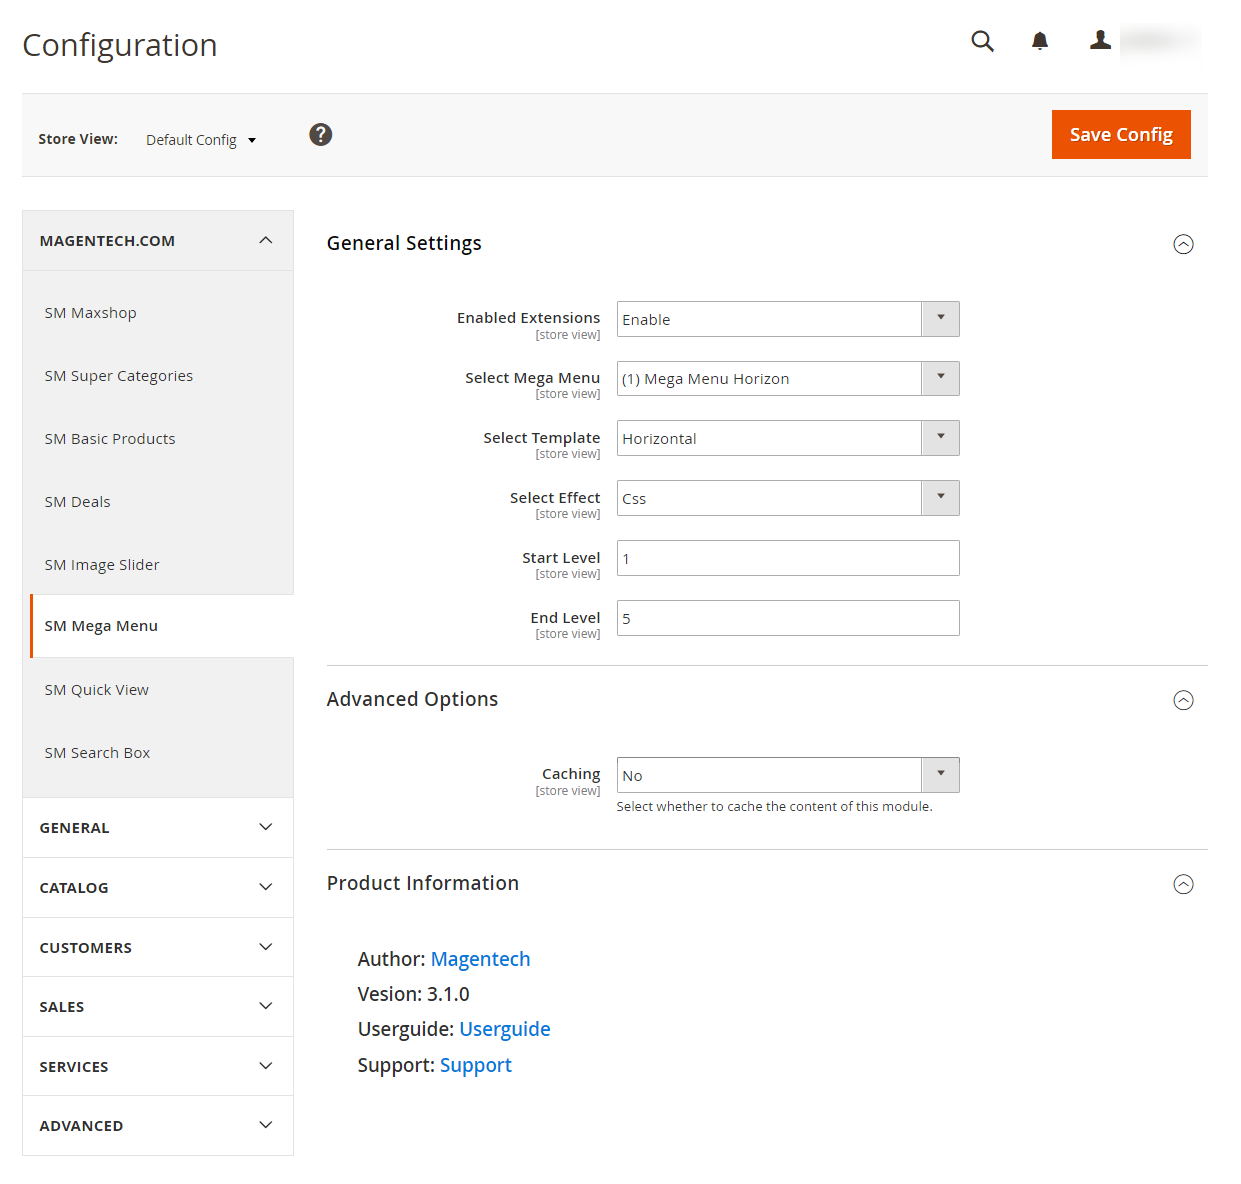 Configuration
Store View: Default Config
Save Config
MAGENTECH.COM
SM Maxshop
SM Super Categories
SM Basic Products
SM Deals
SM Image Slider
SM Mega Menu
SM Quick View
SM Search Box
GENERAL
CATALOG
CUSTOMERS
SALES
SERVICES
ADVANCED
General Settings
Enabled Extensions Enable
[store view]
Select Mega Menu (1) Mega Menu Horizon
[store view]
Select Template Horizontal
[store view]
Select Effect Css
[store view]
Start Level 1
[store view]
End Level 5
[store view]
Advanced Options
Caching No
[store view]
Select whether to cache the content of this module.
Product Information
Author: Magentech
Vesion: 3.1.0
Userguide: Userguide
Support: Support